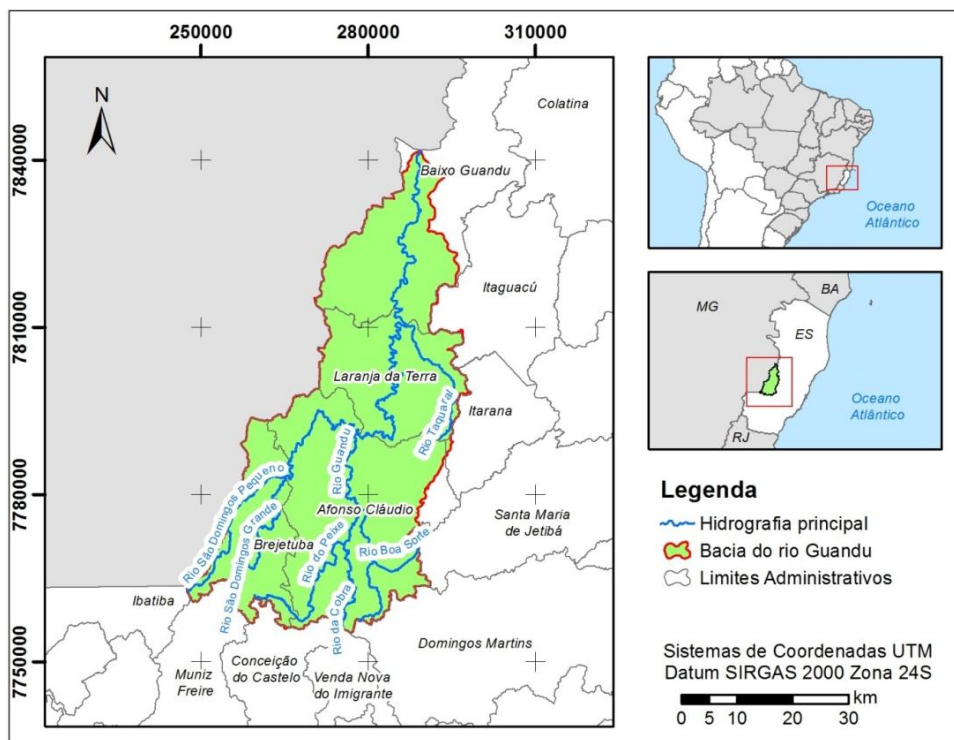 250000 280000 310000
7840000
7810000
7780000
7750000
N
Colatina
Baixo Guandu
Itaguaçú
Laranja da Terra
Rio Taquaral
Itarana
Rio Guandu
Rio São Domingos Pequeno
Rio São Domingos Grande
Afonso Cláudio
Santa Maria
de Jetibá
Brejetuba
Rio do Peixe
Rio Boa Sorte
Rio da Cobra
Ibatiba
Domingos Martins
Muniz
Freire
Conceição
do Castelo
Venda Nova
do Imigrante
Oceano
Atlântico
MG
BA
ES
RJ
Oceano
Atlântico
Legenda
Hidrografia principal
Bacia do rio Guandu
Limites Administrativos
Sistemas de Coordenadas UTM
Datum SIRGAS 2000 Zona 24S
km
0 5 10 20 30